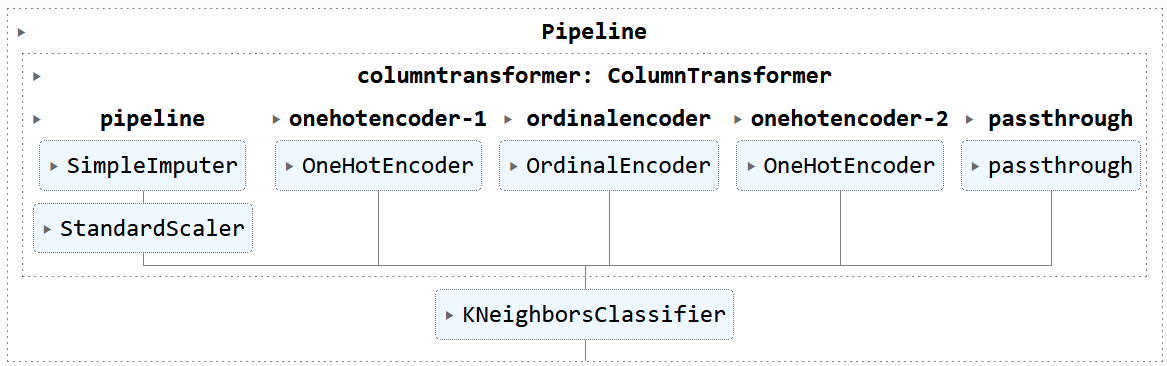 Pipeline
columntransformer: ColumnTransformer
pipeline onehotencoder-1 ordinalencoder onehotencoder-2 passthrough
SimpleImputer OneHotEncoder OrdinalEncoder OneHotEncoder passthrough
StandardScaler
KNeighborsClassifier